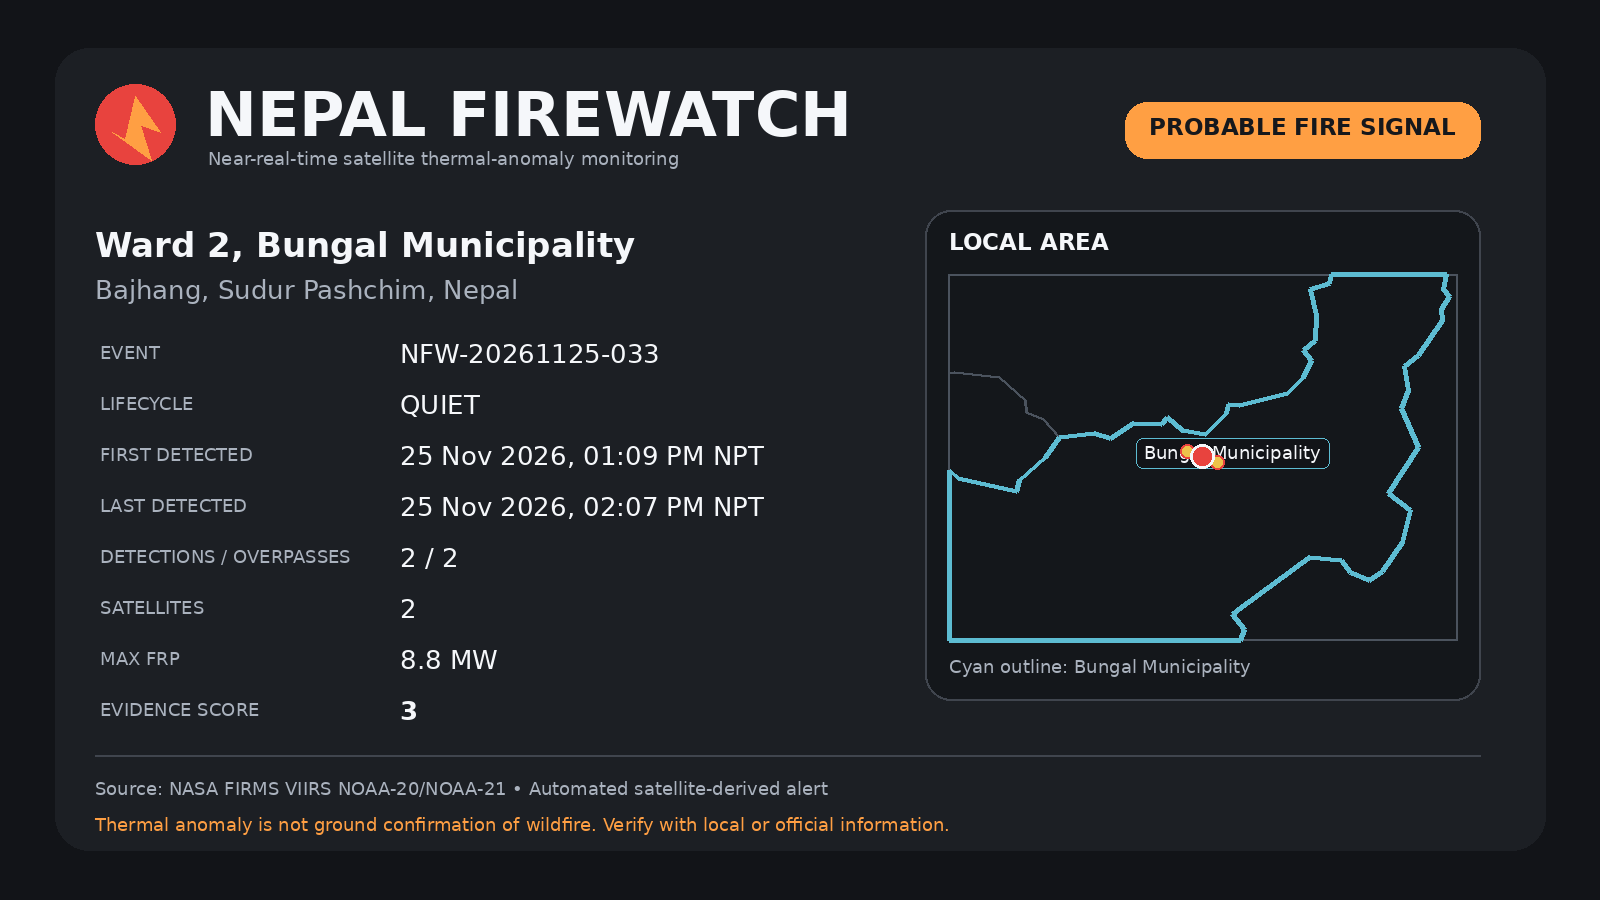 NEPAL FIREWATCH
Near-real-time satellite thermal-anomaly monitoring
PROBABLE FIRE SIGNAL
Ward 2, Bungal Municipality
Bajhang, Sudur Pashchim, Nepal
EVENT NFW-20261125-033
LIFECYCLE QUIET
FIRST DETECTED 25 Nov 2026, 01:09 PM NPT
LAST DETECTED 25 Nov 2026, 02:07 PM NPT
DETECTIONS / OVERPASSES 2 / 2
SATELLITES 2
MAX FRP 8.8 MW
EVIDENCE SCORE 3
LOCAL AREA
Bungal Municipality
Cyan outline: Bungal Municipality
Source: NASA FIRMS VIIRS NOAA-20/NOAA-21 • Automated satellite-derived alert
Thermal anomaly is not ground confirmation of wildfire. Verify with local or official information.